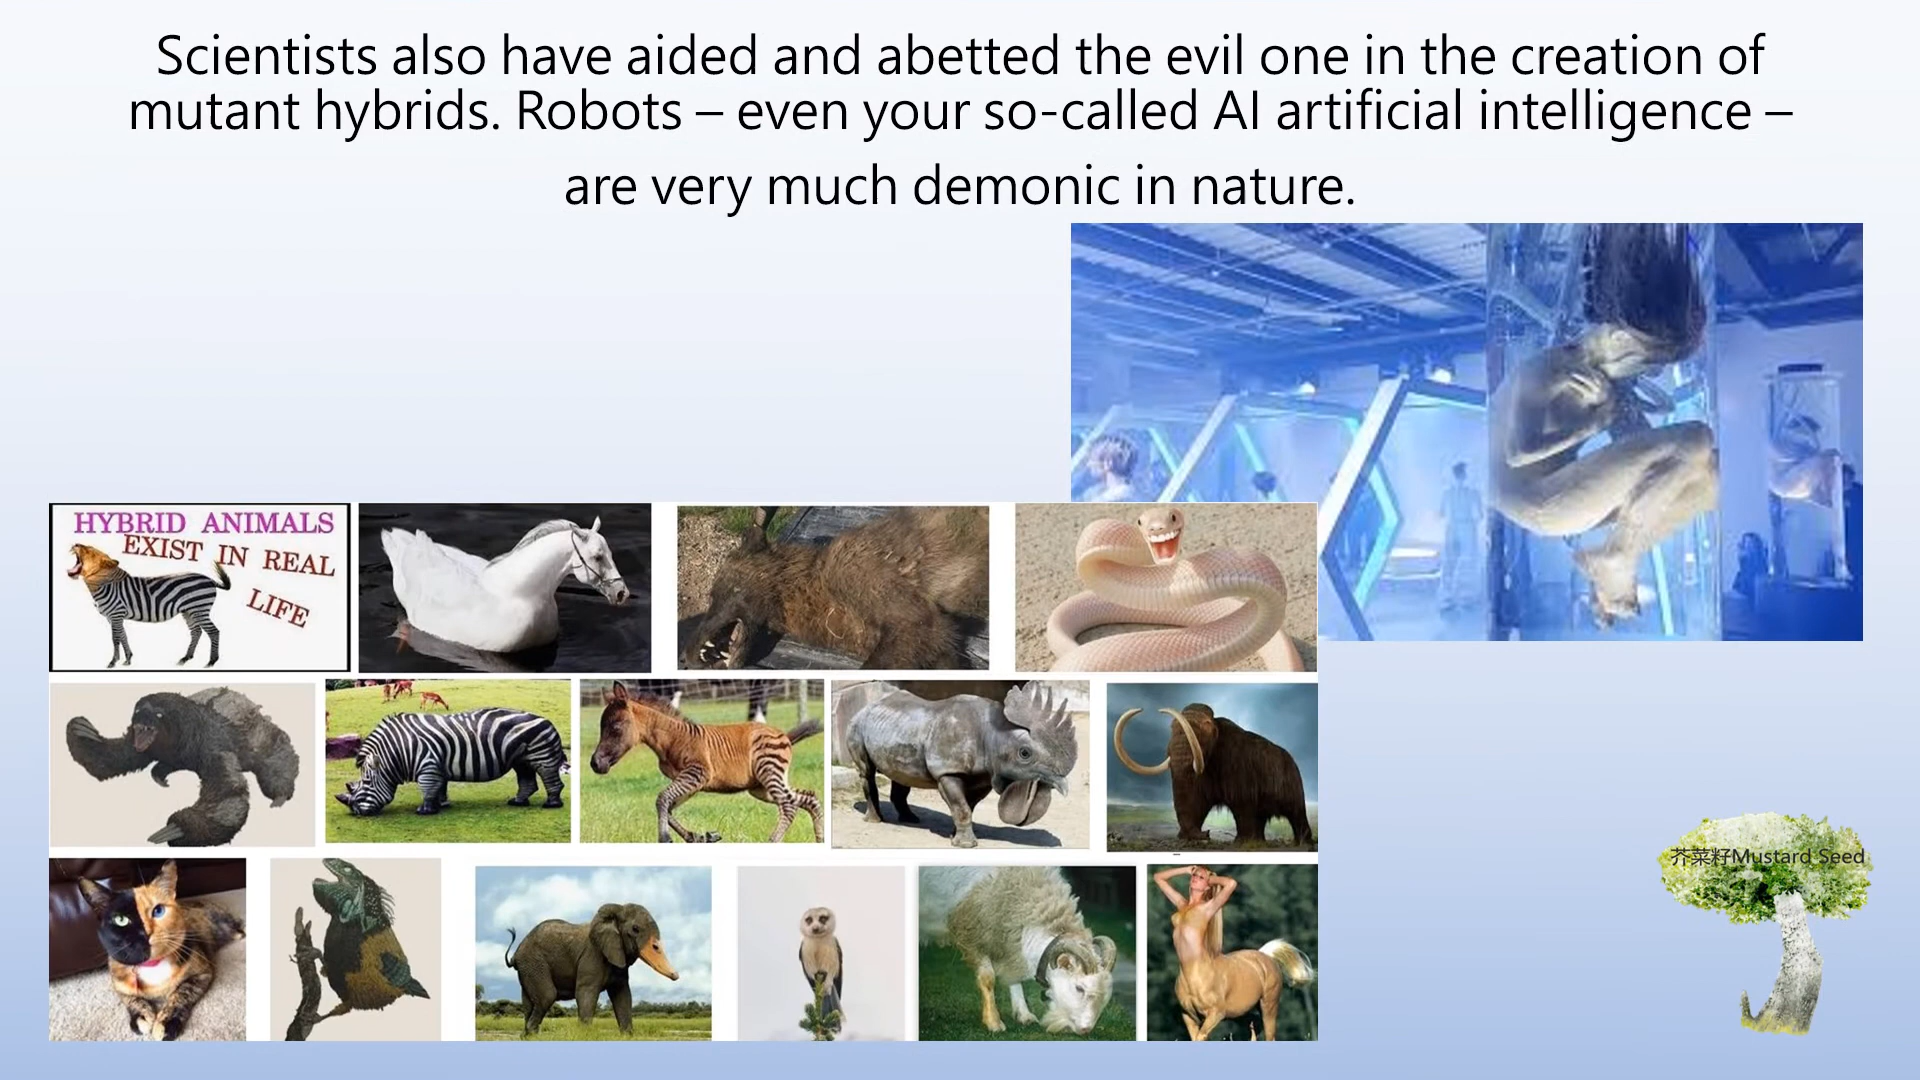 Scientists also have aided and abetted the evil one in the creation of
mutant hybrids. Robots – even your so-called AI artificial intelligence –
are very much demonic in nature.
HYBRID ANIMALS
EXIST IN REAL
LIFE
芥菜籽Mustard Seed